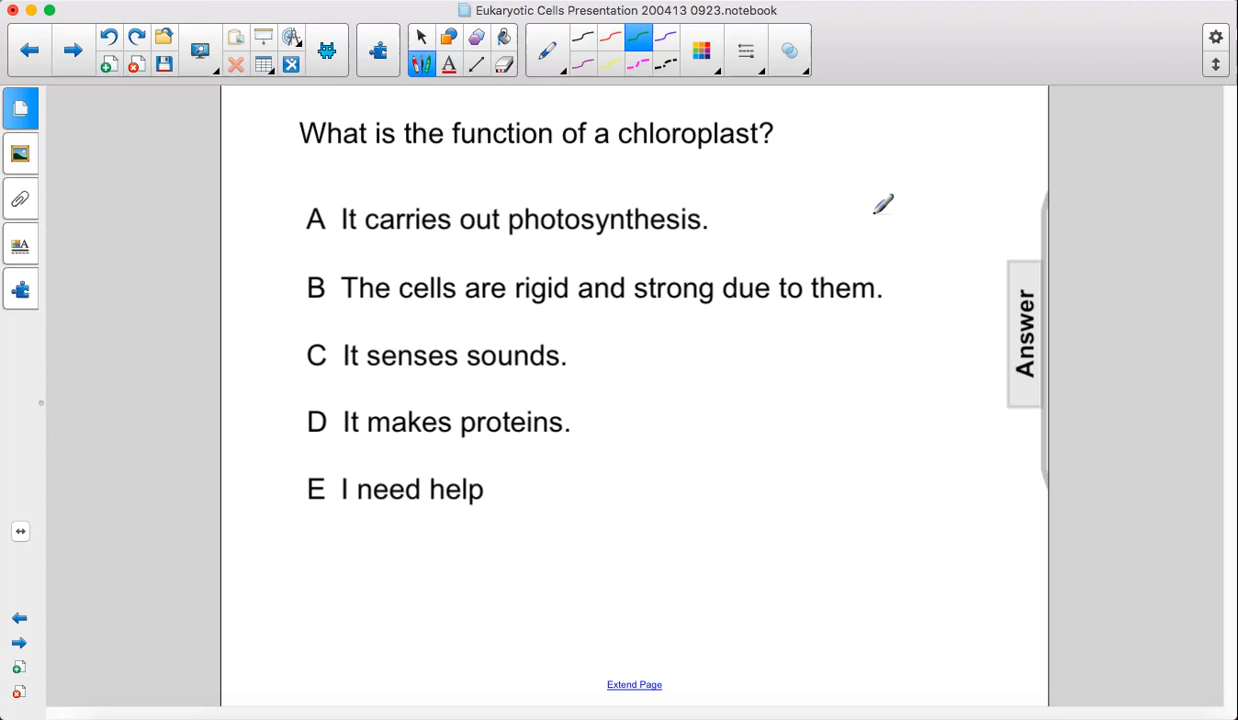 Eukaryotic Cells Presentation 200413 0923.notebook
What is the function of a chloroplast?
A It carries out photosynthesis.
B The cells are rigid and strong due to them.
C It senses sounds.
D It makes proteins.
E I need help
Answer
Extend Page